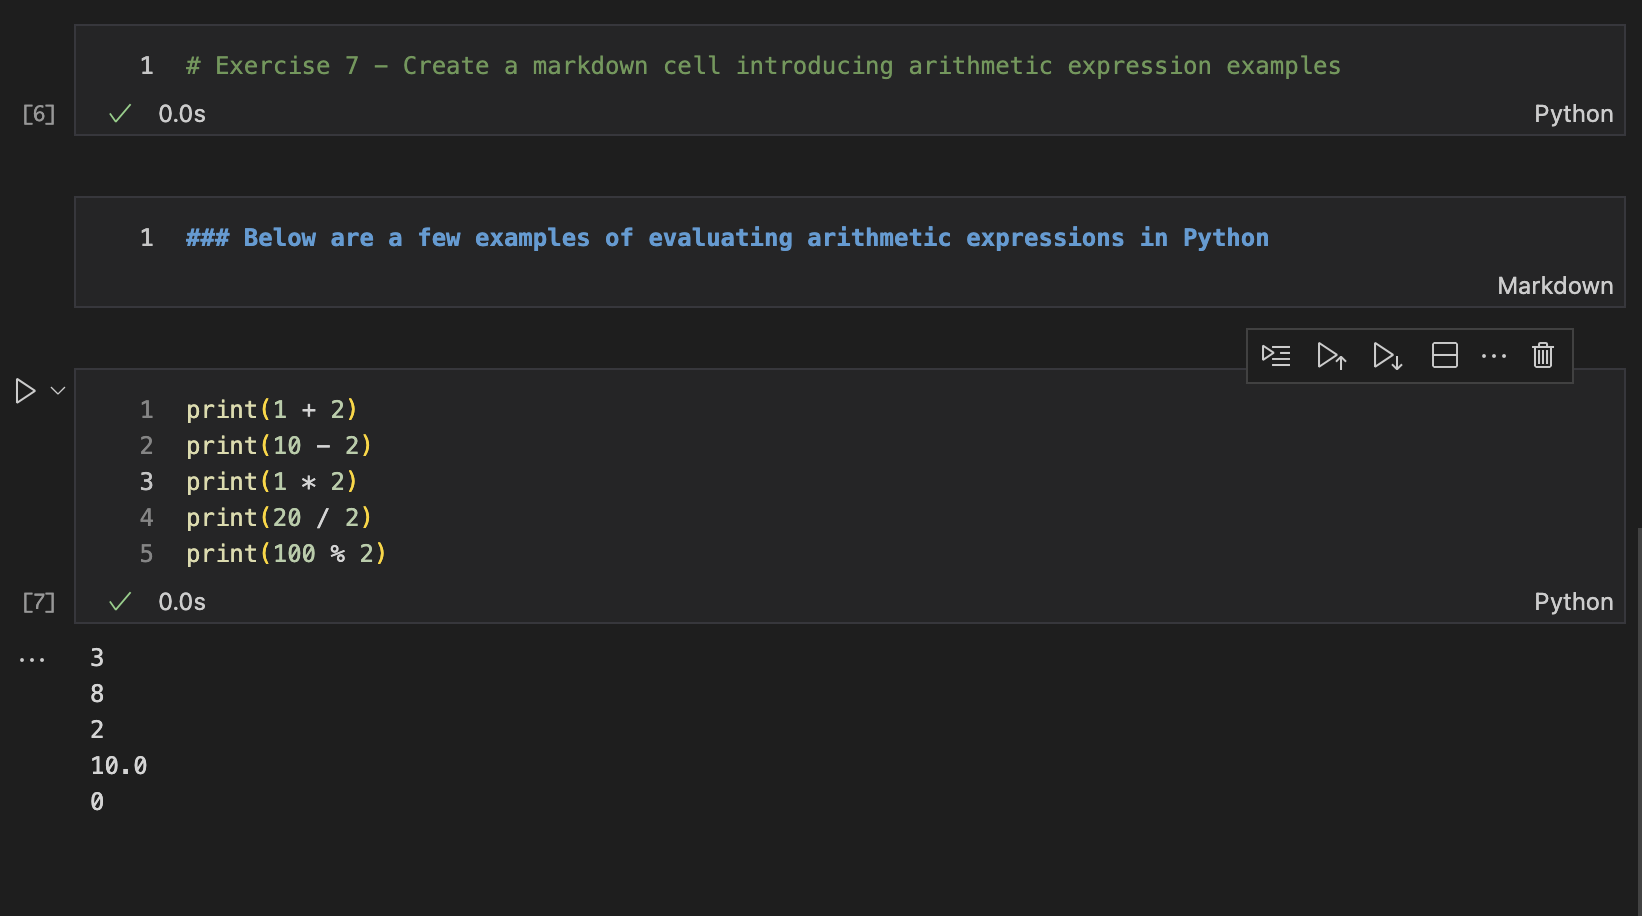 1 # Exercise 7 – Create a markdown cell introducing arithmetic expression examples
[6] 0.0s Python
1 ### Below are a few examples of evaluating arithmetic expressions in Python
Markdown
1 print(1 + 2)
2 print(10 - 2)
3 print(1 * 2)
4 print(20 / 2)
5 print(100 % 2)
[7] 0.0s Python
3
8
2
10.0
0